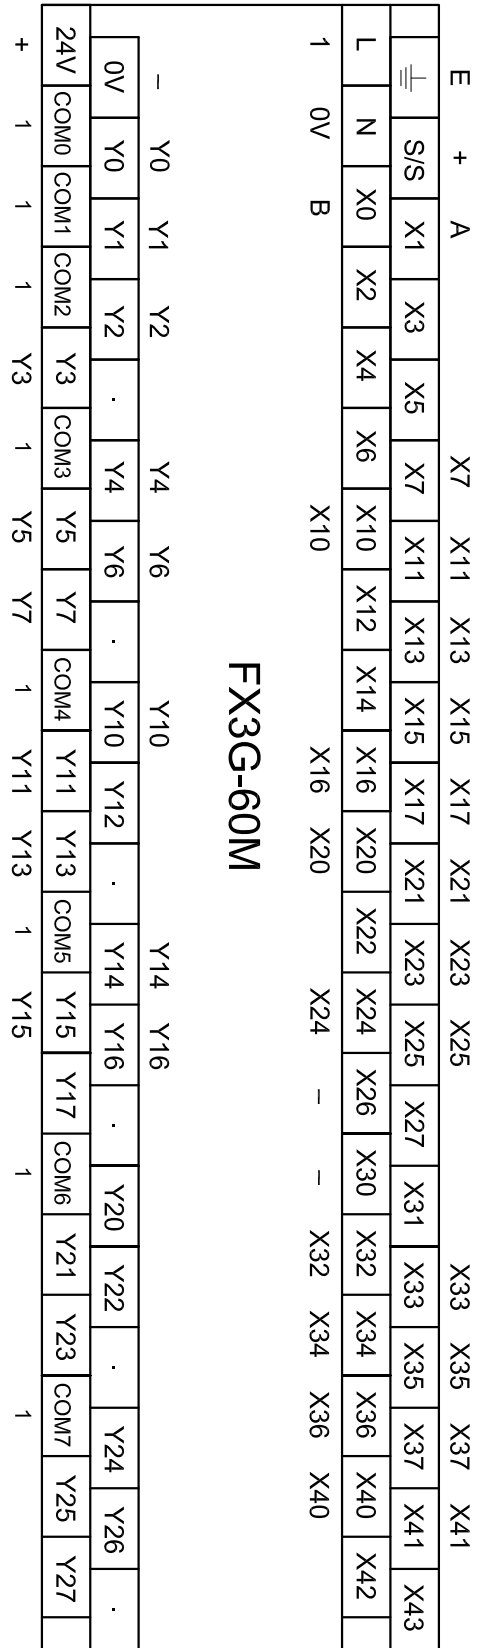 E + A X7 X11 X13 X15 X17 X21 X23 X25 X33 X35 X37 X41
S/S X1 X3 X5 X7 X11 X13 X15 X17 X21 X23 X25 X27 X31 X33 X35 X37 X41 X43
L N X0 X2 X4 X6 X10 X12 X14 X16 X20 X22 X24 X26 X30 X32 X34 X36 X40 X42
1 0V B X10 X16 X20 X24 – – X32 X34 X36 X40
FX3G-60M
– Y0 Y1 Y2 Y4 Y6 Y10 Y14 Y16
0V Y0 Y1 Y2 . Y4 Y6 . Y10 Y12 . Y14 Y16 . Y20 Y22 . Y24 Y26 .
24V COM0 COM1 COM2 Y3 COM3 Y5 Y7 COM4 Y11 Y13 COM5 Y15 Y17 COM6 Y21 Y23 COM7 Y25 Y27
+ 1 1 1 Y3 1 Y5 Y7 1 Y11 Y13 1 Y15 1 1